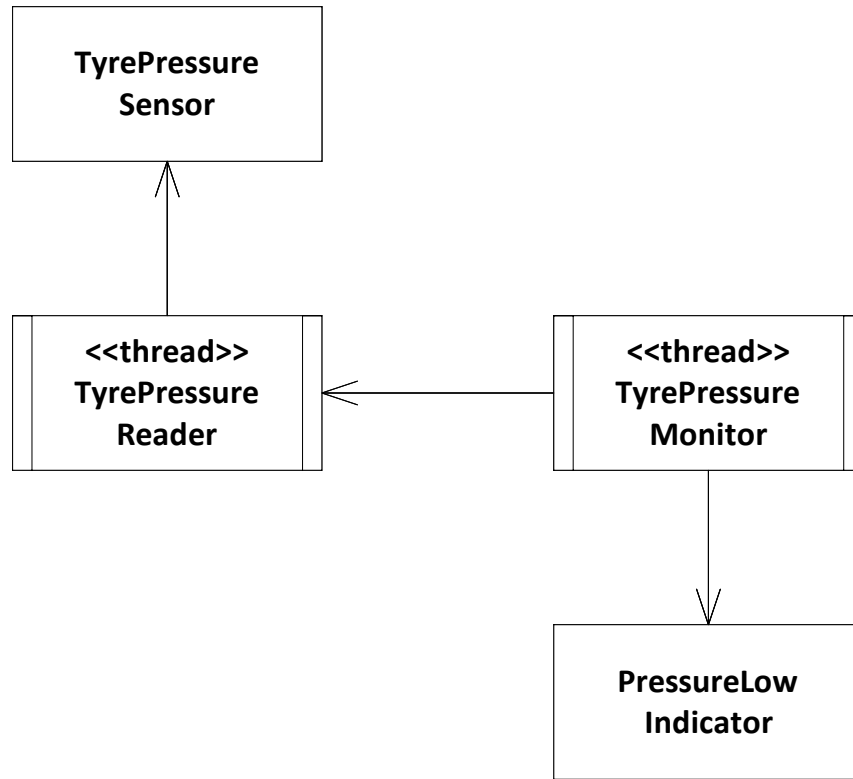 TyrePressure
Sensor
<<thread>>
TyrePressure
Reader
<<thread>>
TyrePressure
Monitor
PressureLow
Indicator